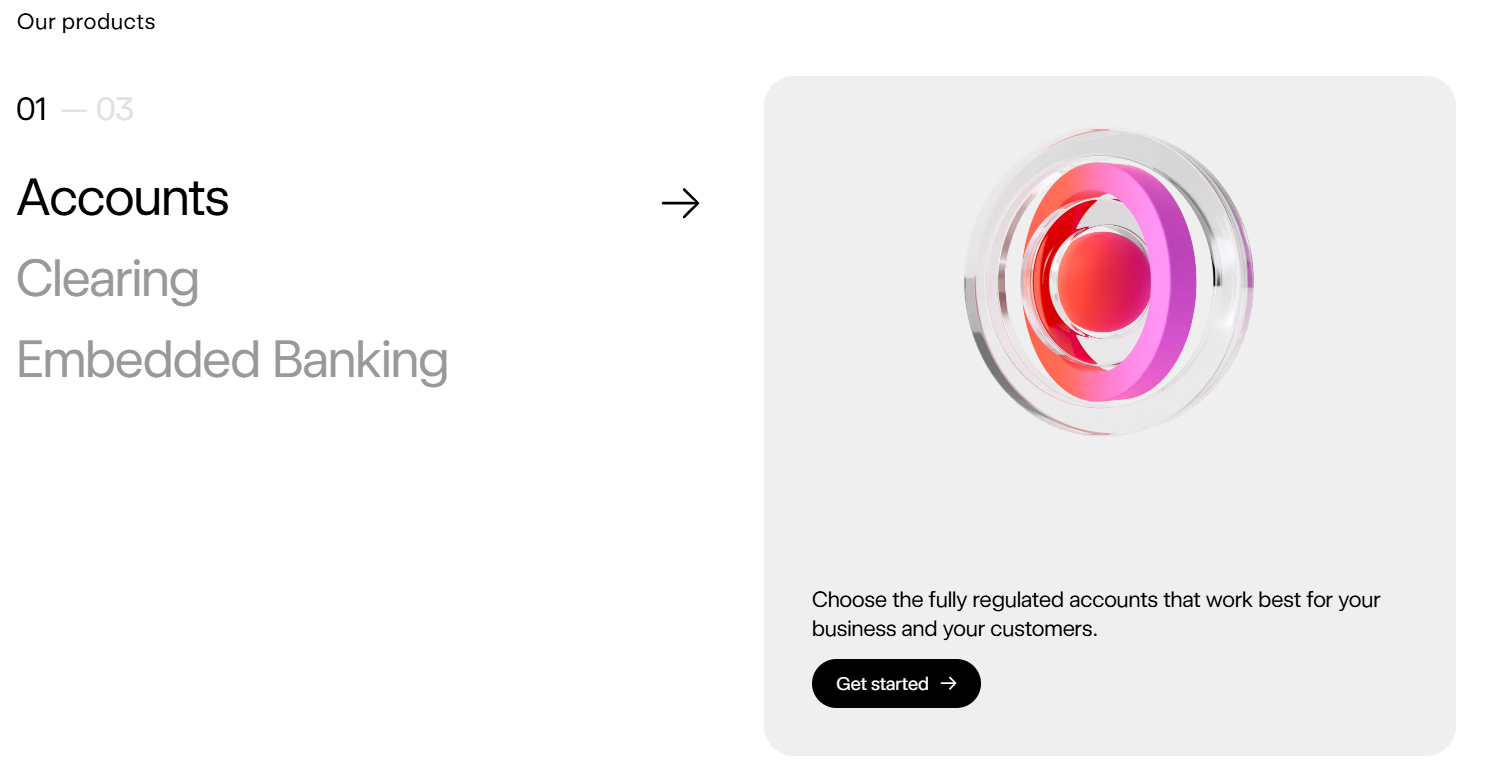 Our products
01 — 03
Accounts
Clearing
Embedded Banking
Choose the fully regulated accounts that work best for your
business and your customers.
Get started